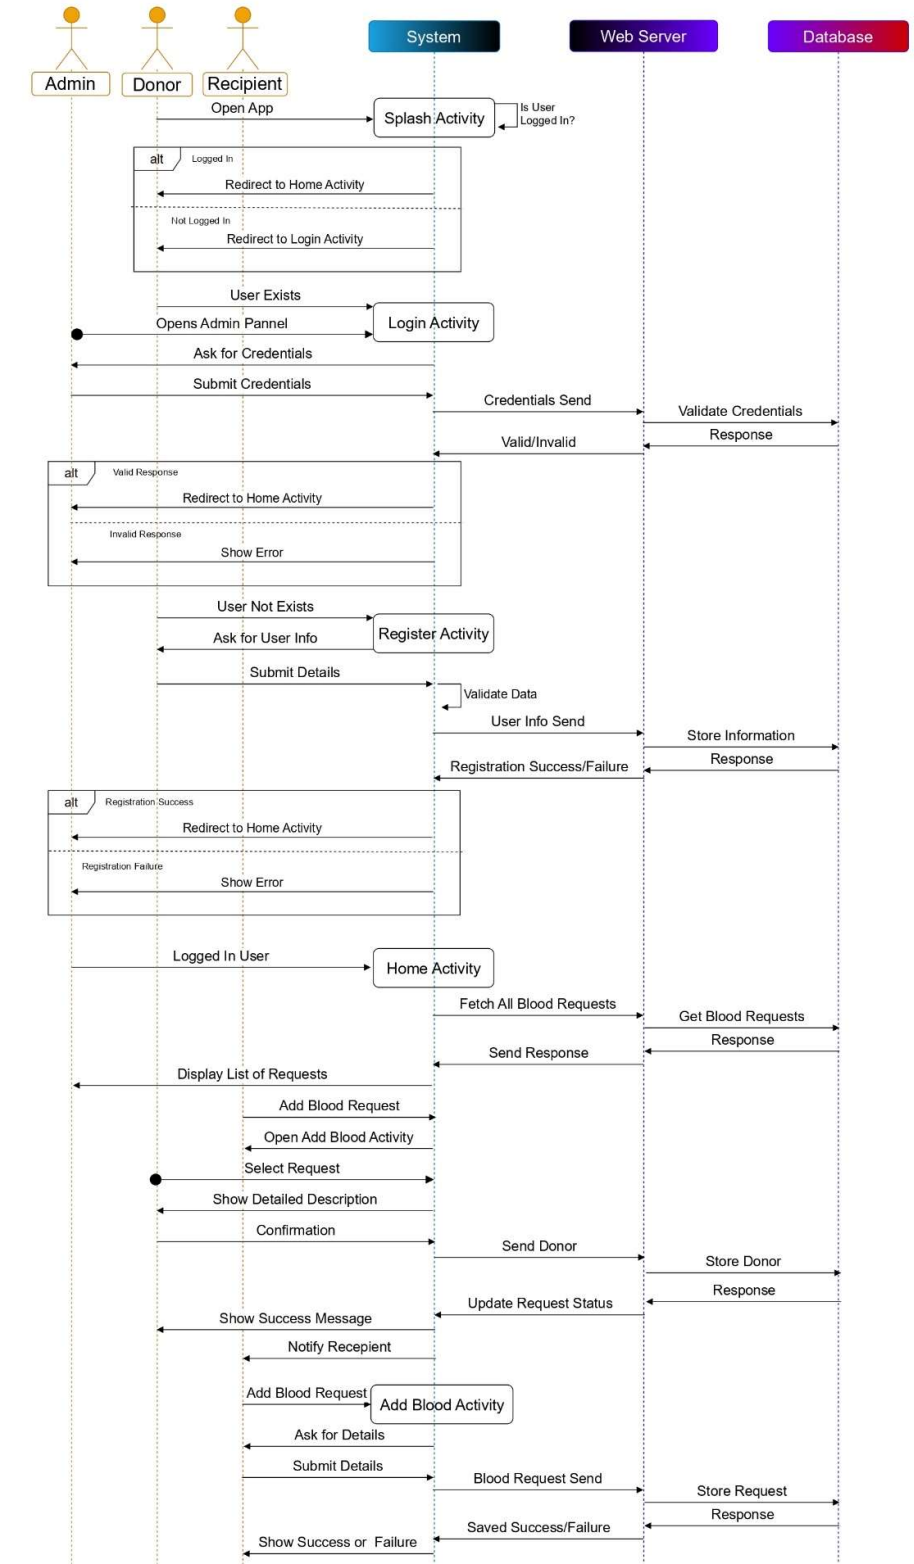 System
Web Server
Database
Admin
Donor
Recipient
Open App
Splash Activity
Is User
Logged In?
alt
Logged In
Redirect to Home Activity
Not Logged In
Redirect to Login Activity
User Exists
Opens Admin Pannel
Login Activity
Ask for Credentials
Submit Credentials
Credentials Send
Validate Credentials
Response
Valid/Invalid
alt
Valid Response
Redirect to Home Activity
Invalid Response
Show Error
User Not Exists
Register Activity
Ask for User Info
Submit Details
Validate Data
User Info Send
Store Information
Response
Registration Success/Failure
alt
Registration Success
Redirect to Home Activity
Registration Failure
Show Error
Logged In User
Home Activity
Fetch All Blood Requests
Get Blood Requests
Response
Send Response
Display List of Requests
Add Blood Request
Open Add Blood Activity
Select Request
Show Detailed Description
Confirmation
Send Donor
Store Donor
Response
Update Request Status
Show Success Message
Notify Recepient
Add Blood Request
Add Blood Activity
Ask for Details
Submit Details
Blood Request Send
Store Request
Response
Saved Success/Failure
Show Success or Failure